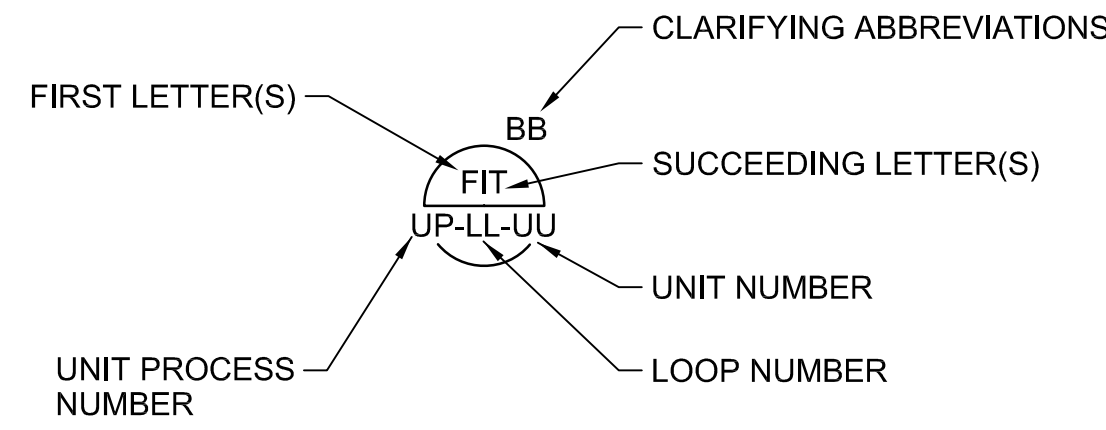 CLARIFYING ABBREVIATIONS
FIRST LETTER(S)
BB
FIT
SUCCEEDING LETTER(S)
UP-LL-UU
UNIT NUMBER
UNIT PROCESS
NUMBER
LOOP NUMBER